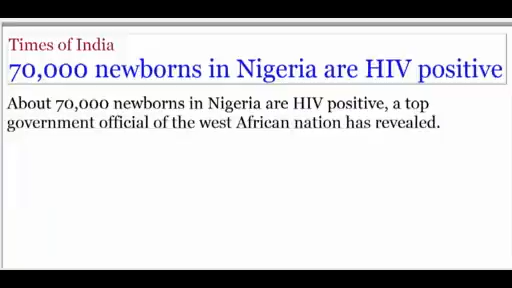 Times of India
70,000 newborns in Nigeria are HIV positive
About 70,000 newborns in Nigeria are HIV positive, a top
government official of the west African nation has revealed.